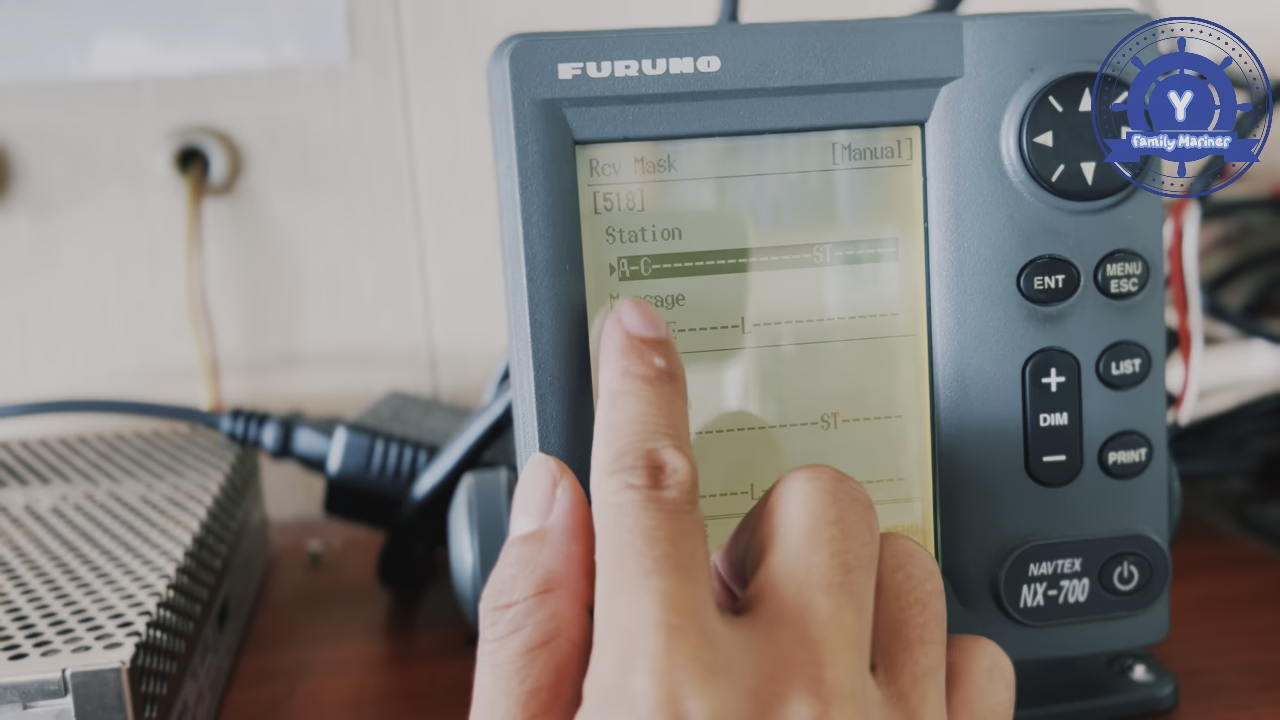 FURUNO
Rcv Mask [Manual]
[518]
Station
A-C----------------ST-------
Message
------L----------------
-------------ST-------
-----L-
ENT
MENU
ESC
LIST
+
DIM
−
PRINT
NAVTEX
NX-700
Y
Family Mariner